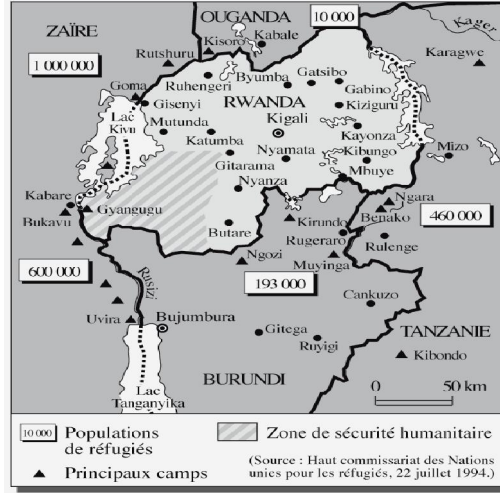 OUGANDA
10 000
ZAÏRE
Kabale
Kisoro
Kager
Rutshuru
Karagwe
1 000 000
Byumba
Gatsibo
Ruhengeri
Goma
Gabino
Gisenyi
RWANDA
Kiziguru
Lac
Kivu
Mutunda
Kigali
Kayonza
Katumba
Nyamata
Kibungo
Mizo
Gitarama
Mbuye
Nyanza
Kabare
Gyangugu
Ngara
Bukavu
Butare
Kirundo
Benako
460 000
Rugeraro
Rulenge
Ngozi
Muyinga
600 000
193 000
Rusizi
Cankuzo
Uvira
Bujumbura
Gitega
TANZANIE
Ruyigi
Kibondo
BURUNDI
Lac
Tanganyika
0 50 km
10 000 Populations
de réfugiés
Zone de sécurité humanitaire
Principaux camps
(Source : Haut commissariat des Nations
unies pour les réfugiés, 22 juillet 1994.)